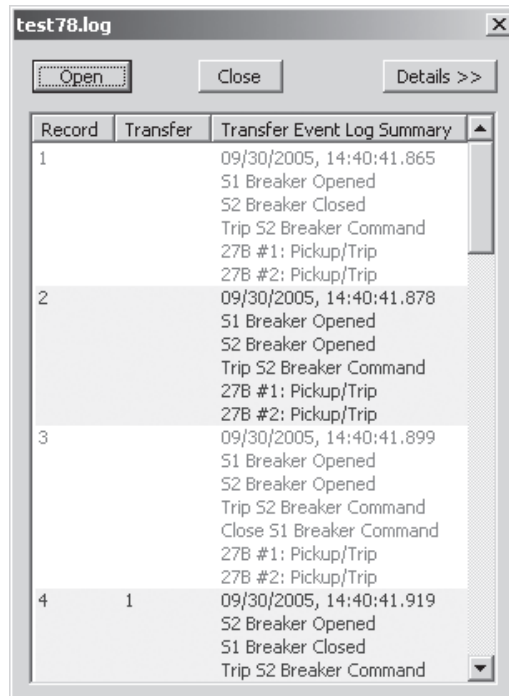 test78.log
Open Close Details >>
Record Transfer Transfer Event Log Summary
1 09/30/2005, 14:40:41.865
S1 Breaker Opened
S2 Breaker Closed
Trip S2 Breaker Command
27B #1: Pickup/Trip
27B #2: Pickup/Trip
2 09/30/2005, 14:40:41.878
S1 Breaker Opened
S2 Breaker Opened
Trip S2 Breaker Command
27B #1: Pickup/Trip
27B #2: Pickup/Trip
3 09/30/2005, 14:40:41.899
S1 Breaker Opened
S2 Breaker Opened
Trip S2 Breaker Command
Close S1 Breaker Command
27B #1: Pickup/Trip
27B #2: Pickup/Trip
4 1 09/30/2005, 14:40:41.919
S2 Breaker Opened
S1 Breaker Closed
Trip S2 Breaker Command